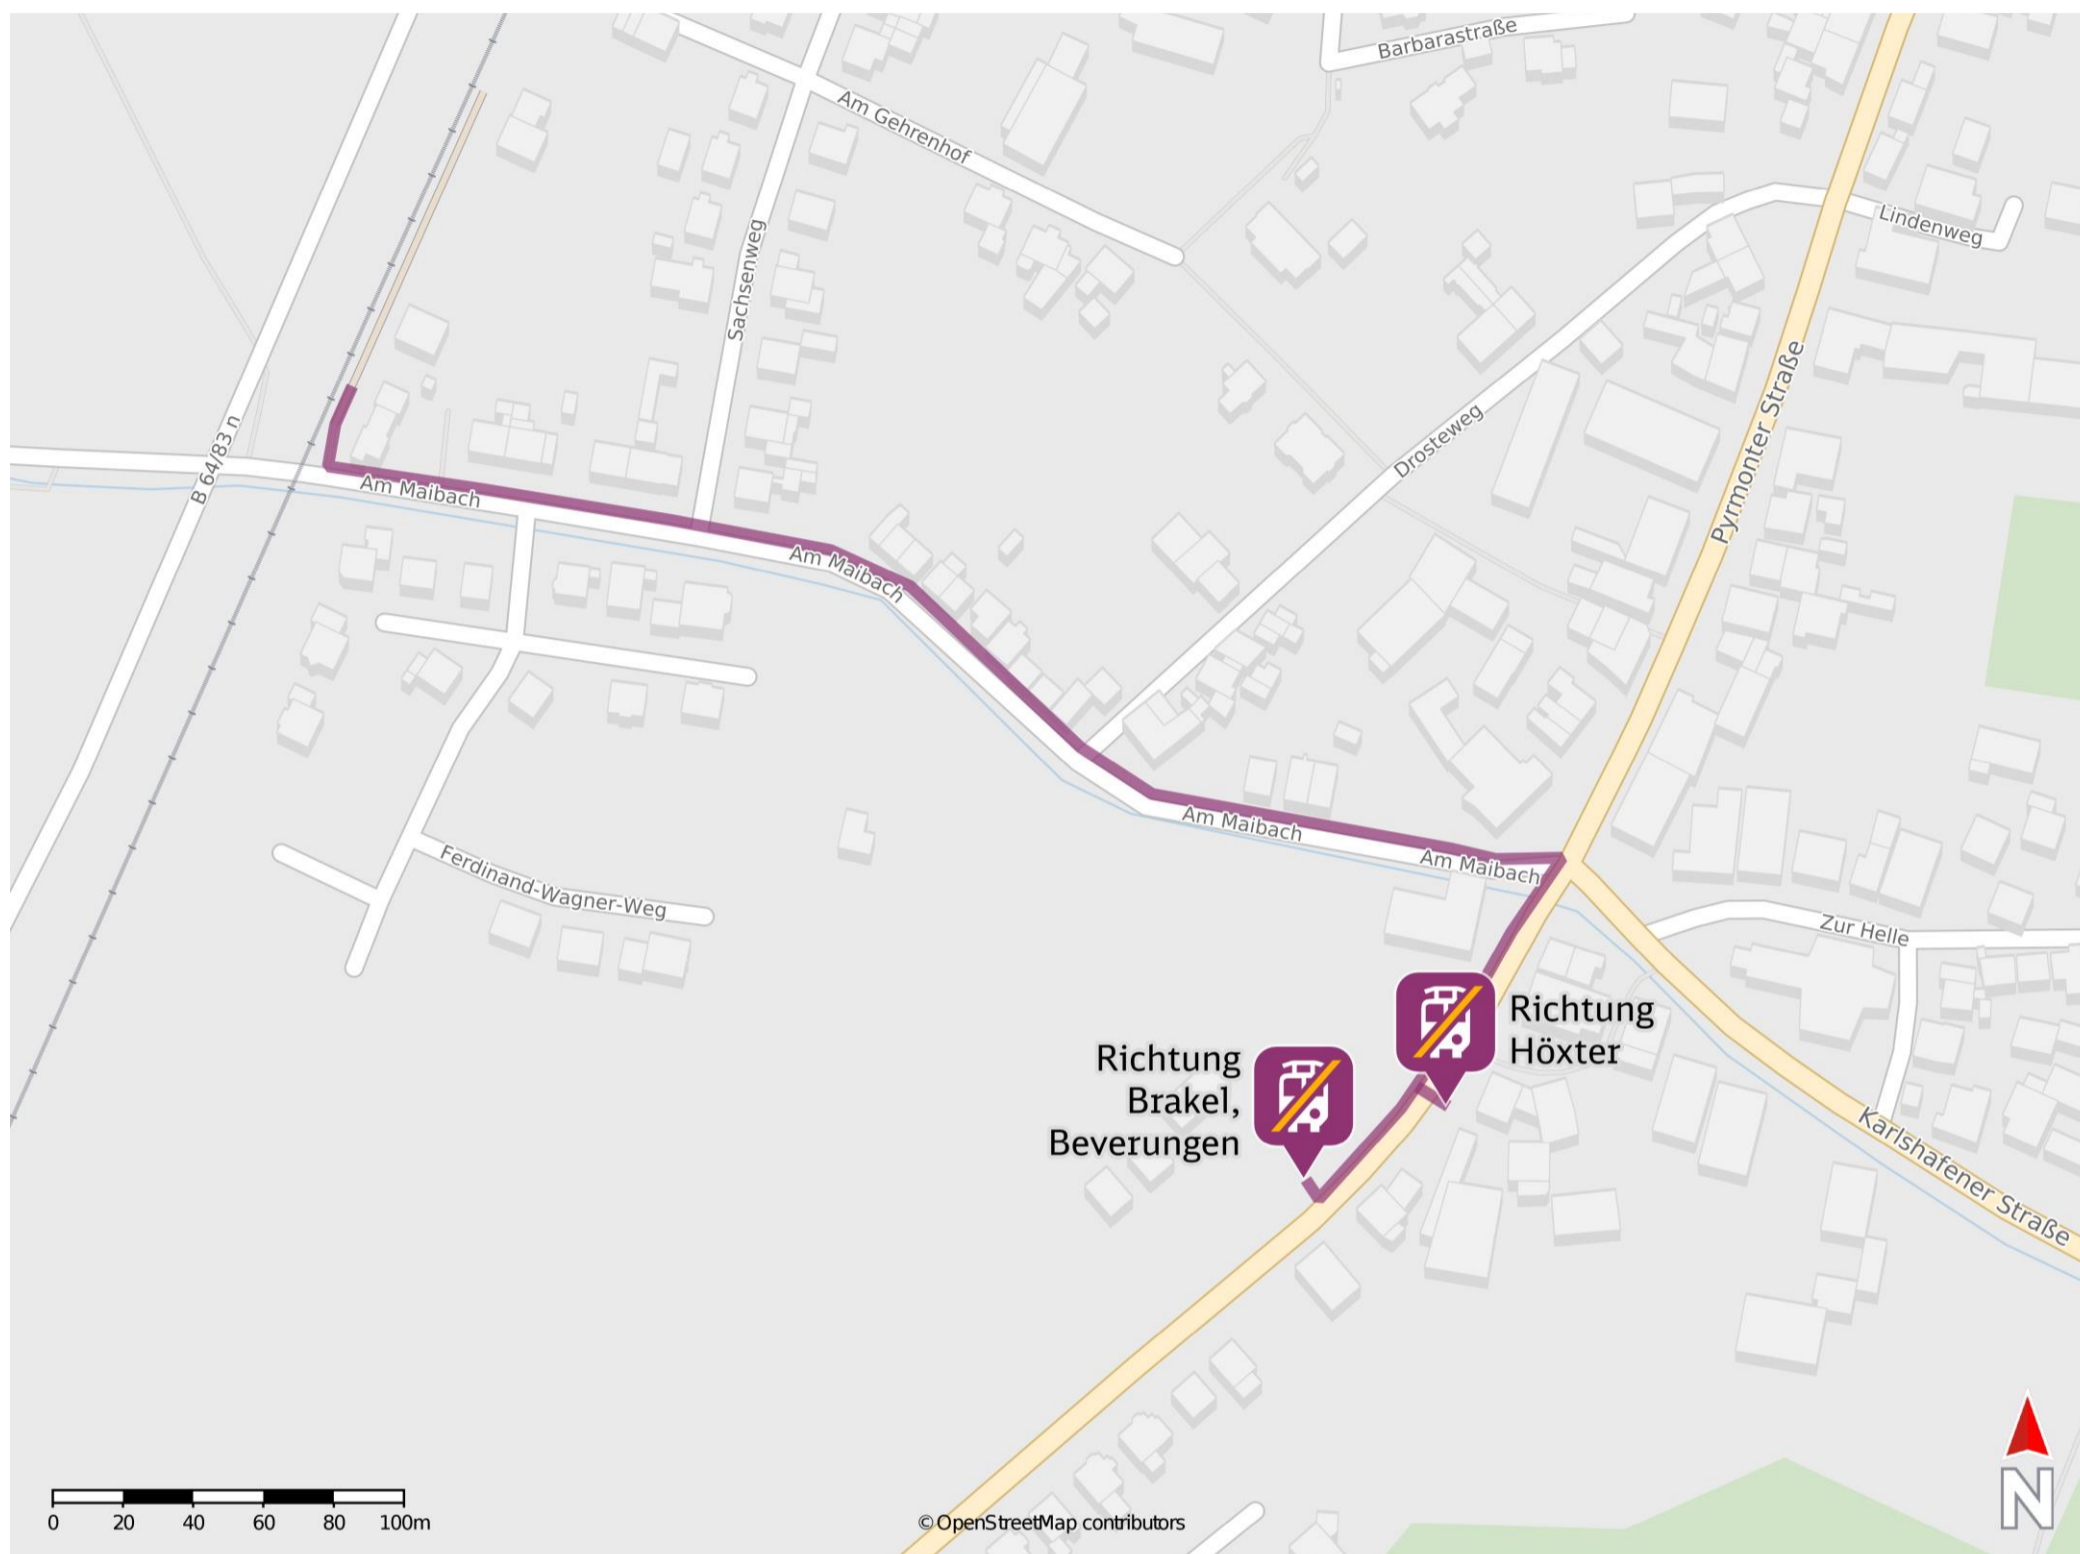 Barbarastraße
Am Gehrenhof
Lindenweg
Sachsenweg
Pyrmonter Straße
Drosteweg
B 64/83 n
Am Maibach
Am Maibach
Am Maibach
Am Maibach
Ferdinand-Wagner-Weg
Zur Helle
Richtung
Höxter
Richtung
Brakel,
Beverungen
Karlshafener Straße
N
0 20 40 60 80 100m
© OpenStreetMap contributors